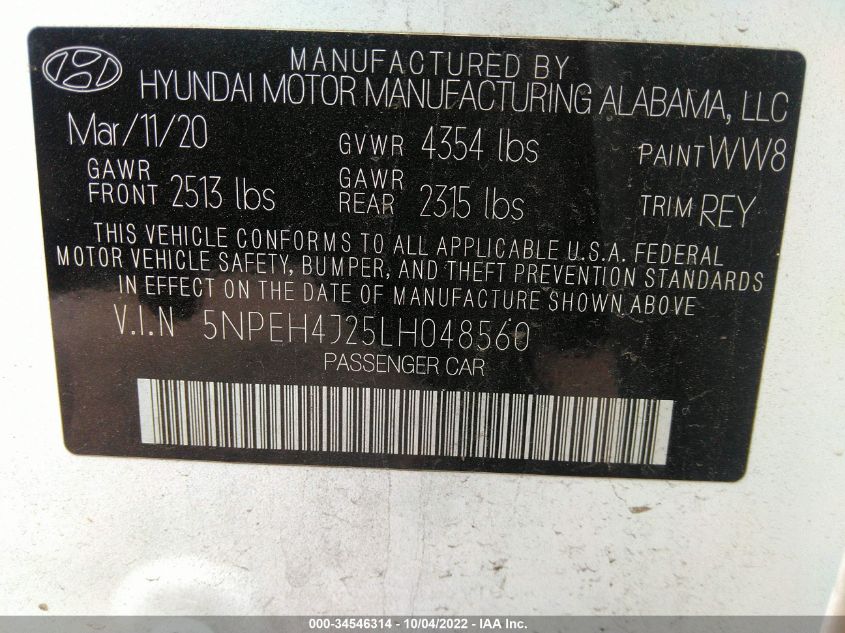 MANUFACTURED BY
HYUNDAI MOTOR MANUFACTURING ALABAMA, LLC
Mar/11/20 GVWR 4354 lbs PAINT WW8
GAWR FRONT 2513 lbs GAWR REAR 2315 lbs TRIM REY
THIS VEHICLE CONFORMS TO ALL APPLICABLE U.S.A. FEDERAL
MOTOR VEHICLE SAFETY, BUMPER, AND THEFT PREVENTION STANDARDS
IN EFFECT ON THE DATE OF MANUFACTURE SHOWN ABOVE
V.I.N 5NPEH4J25LH048560
PASSENGER CAR
000-34546314 - 10/04/2022 - IAA Inc.